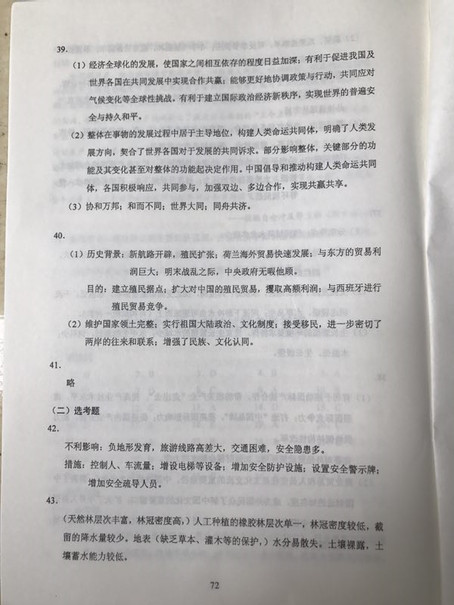 39.
（1）经济全球化的发展，使国家之间相互依存的程度日益加深；有利于促进我国及
世界各国在共同发展中实现合作共赢；能够更好地协调政策与行动，共同应对
气候变化等全球性挑战，有利于建立国际政治经济新秩序，实现世界的普遍安
全与持久和平。
（2）整体在事物的发展过程中居于主导地位，构建人类命运共同体，明确了人类发
展方向，契合了世界各国对于发展的共同诉求。部分影响整体，关键部分的功
能及其变化甚至对整体的功能起决定作用。中国倡导和推动构建人类命运共同
体，各国积极响应，共同参与，加强双边、多边合作，实现共赢共享。
（3）协和万邦；和而不同；世界大同；同舟共济。
40.
（1）历史背景：新航路开辟，殖民扩张；荷兰海外贸易快速发展；与东方的贸易利
润巨大；明末战乱之际，中央政府无暇他顾。
目的：建立殖民据点；扩大对中国的殖民贸易，攫取高额利润；与西班牙进行
殖民贸易竞争。
（2）维护国家领土完整；实行祖国大陆政治、文化制度；接受移民，进一步密切了
两岸的往来和联系；增强了民族、文化认同。
41.
略
（二）选考题
42.
不利影响：负地形发育，旅游线路高差大，交通困难，安全隐患多。
措施：控制人、车流量；增设电梯等设备；增加安全防护设施；设置安全警示牌；
增加安全疏导人员。
43.
（天然林层次丰富，林冠密度高，）人工种植的橡胶林层次单一，林冠密度较低，截
留的降水量较少。地表（缺乏草本、灌木等的保护，）水分易散失。土壤裸露，土
壤蓄水能力较低。
72